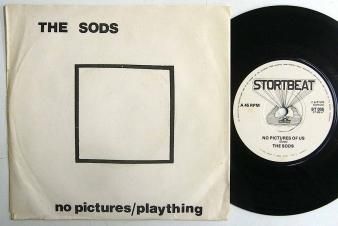 THE SODS
no pictures/plaything
STORTBEAT
A 45 RPM
NO PICTURES OF US
THE SODS